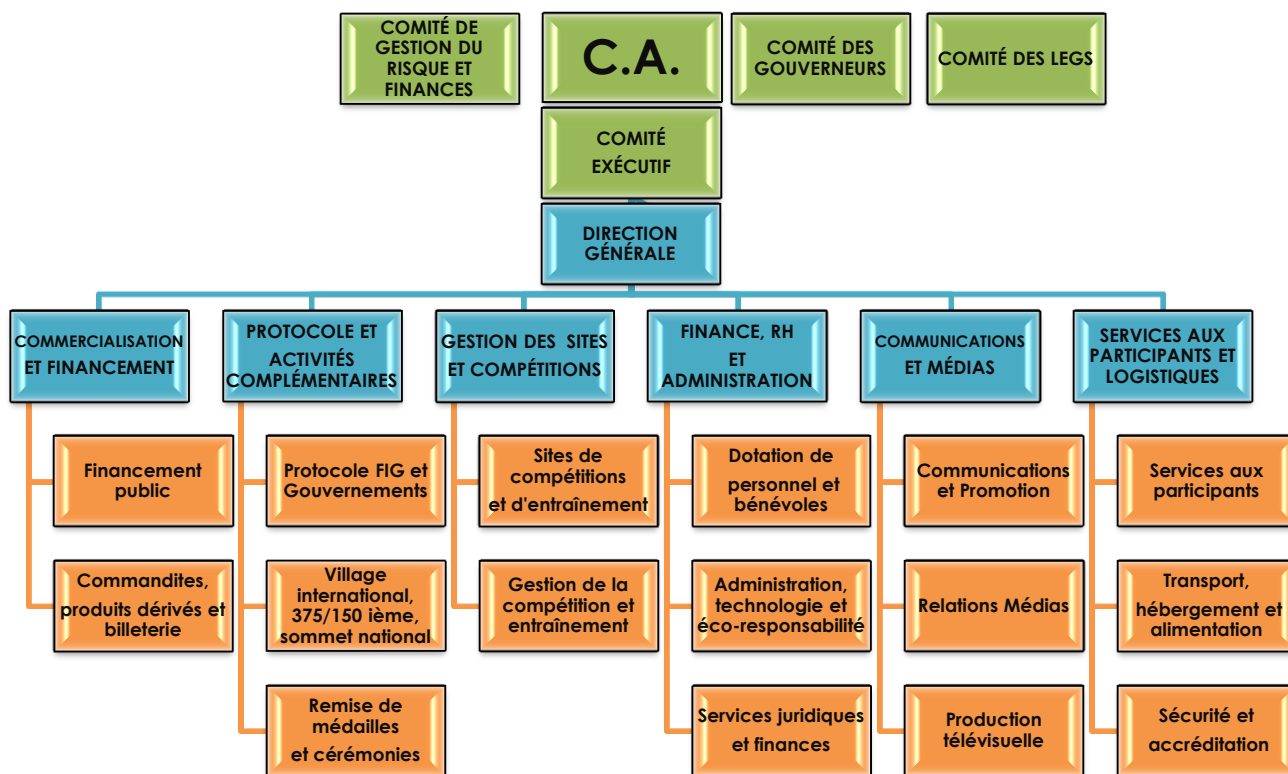 COMITÉ DE
GESTION DU
RISQUE ET
FINANCES
C.A.
COMITÉ DES
GOUVERNEURS
COMITÉ DES LEGS
COMITÉ
EXÉCUTIF
DIRECTION
GÉNÉRALE
COMMERCIALISATION
ET FINANCEMENT
PROTOCOLE ET
ACTIVITÉS
COMPLÉMENTAIRES
GESTION DES SITES
ET COMPÉTITIONS
FINANCE, RH
ET
ADMINISTRATION
COMMUNICATIONS
ET MÉDIAS
SERVICES AUX
PARTICIPANTS ET
LOGISTIQUES
Financement
public
Protocole FIG et
Gouvernements
Sites de
compétitions
et d'entraînement
Dotation de
personnel et
bénévoles
Communications
et Promotion
Services aux
participants
Commandites,
produits dérivés et
billeterie
Village
international,
375/150 ième,
sommet national
Gestion de la
compétition et
entraînement
Administration,
technologie et
éco-responsabilité
Relations Médias
Transport,
hébergement et
alimentation
Remise de
médailles
et cérémonies
Services juridiques
et finances
Production
télévisuelle
Sécurité et
accréditation